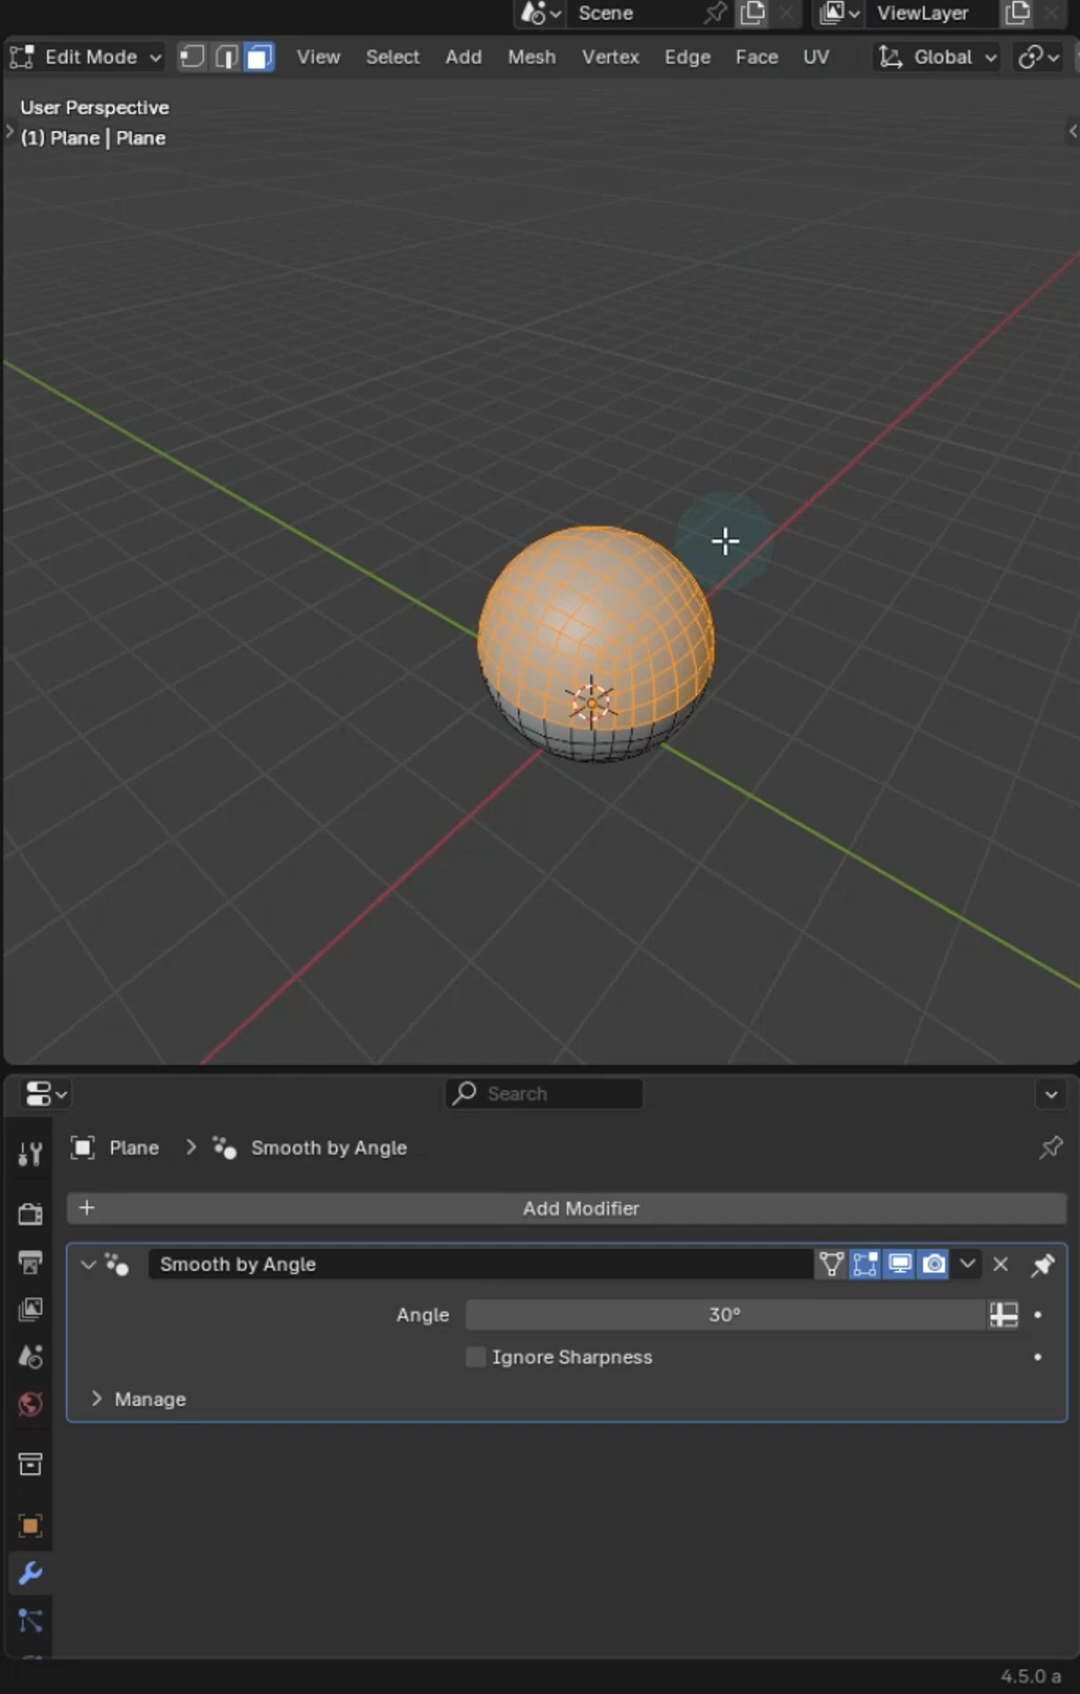 Scene ViewLayer
Edit Mode View Select Add Mesh Vertex Edge Face UV Global
User Perspective
(1) Plane | Plane
Search
Plane Smooth by Angle
Add Modifier
Smooth by Angle
Angle 30°
Ignore Sharpness
Manage
4.5.0 a